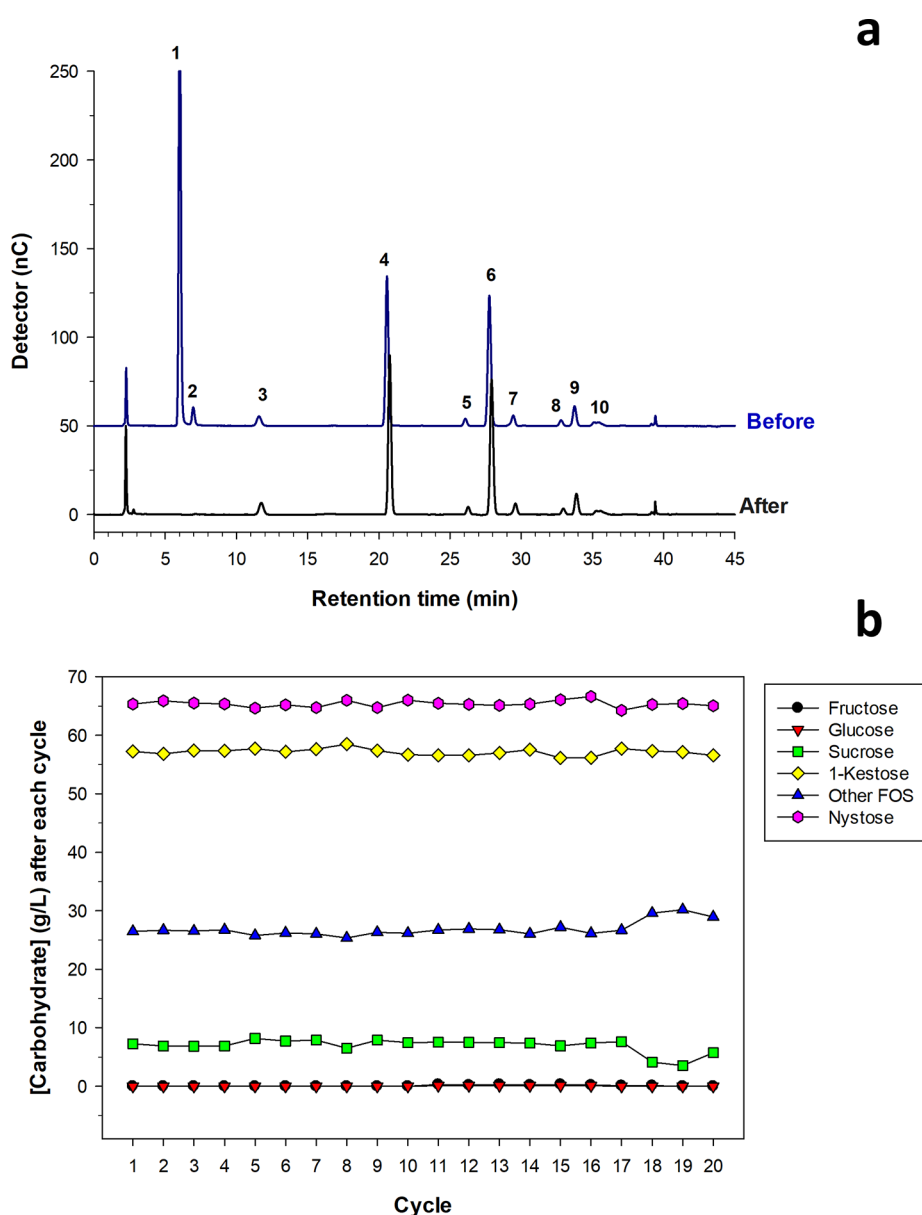 a
1
250
200
150
100
50
0
Detector (nC)
2
3
4
5
6
7
8
9
10
Before
After
0 5 10 15 20 25 30 35 40 45
Retention time (min)
b
70
60
50
40
30
20
10
0
[Carbohydrate] (g/L) after each cycle
Fructose
Glucose
Sucrose
1-Kestose
Other FOS
Nystose
1 2 3 4 5 6 7 8 9 10 11 12 13 14 15 16 17 18 19 20
Cycle